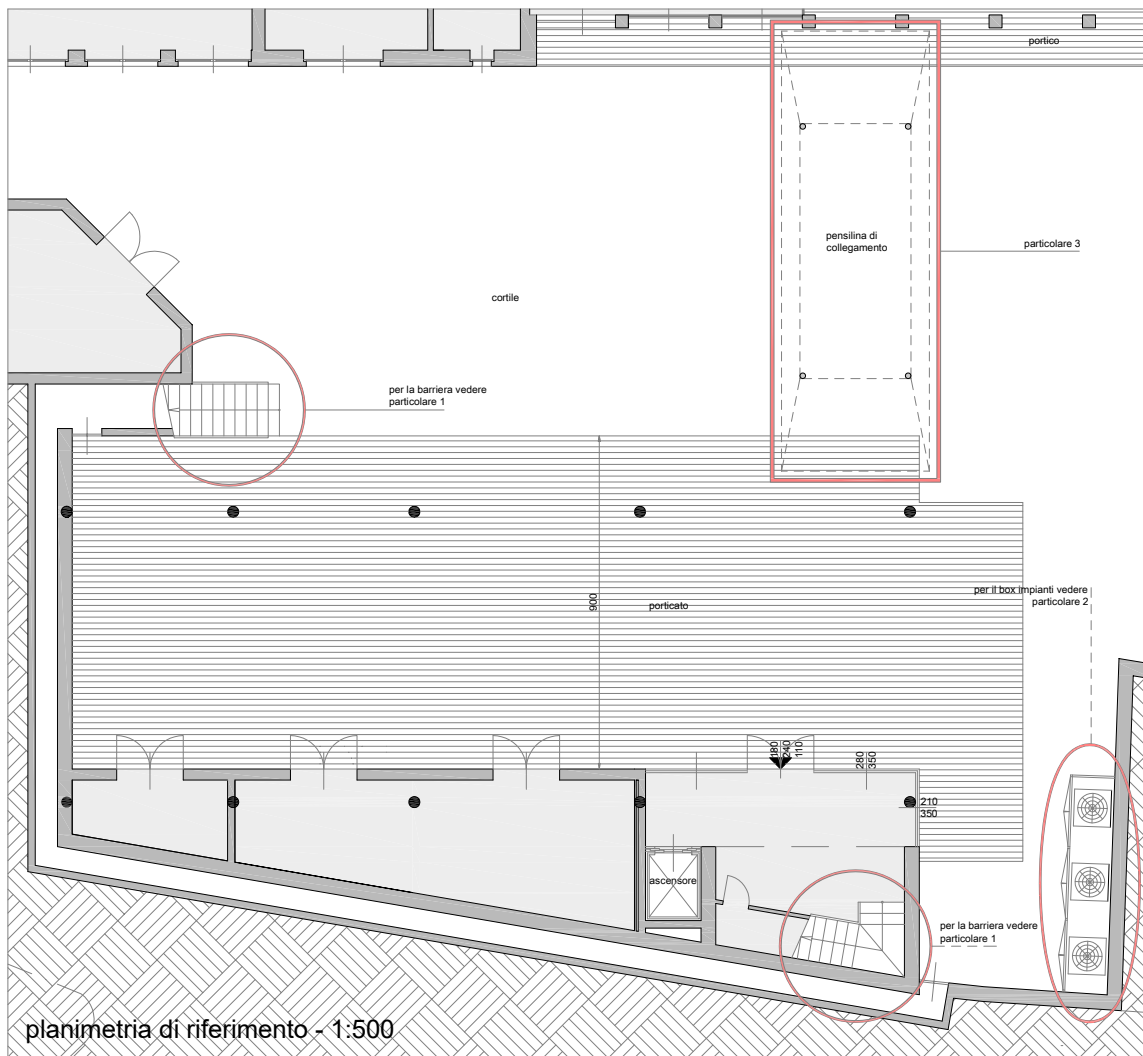 portico
pensilina di
collegamento
particolare 3
cortile
per la barriera vedere
particolare 1
900
porticato
per il box impianti vedere
particolare 2
180
240
110
280
350
210
350
ascensore
per la barriera vedere
particolare 1
planimetria di riferimento - 1:500